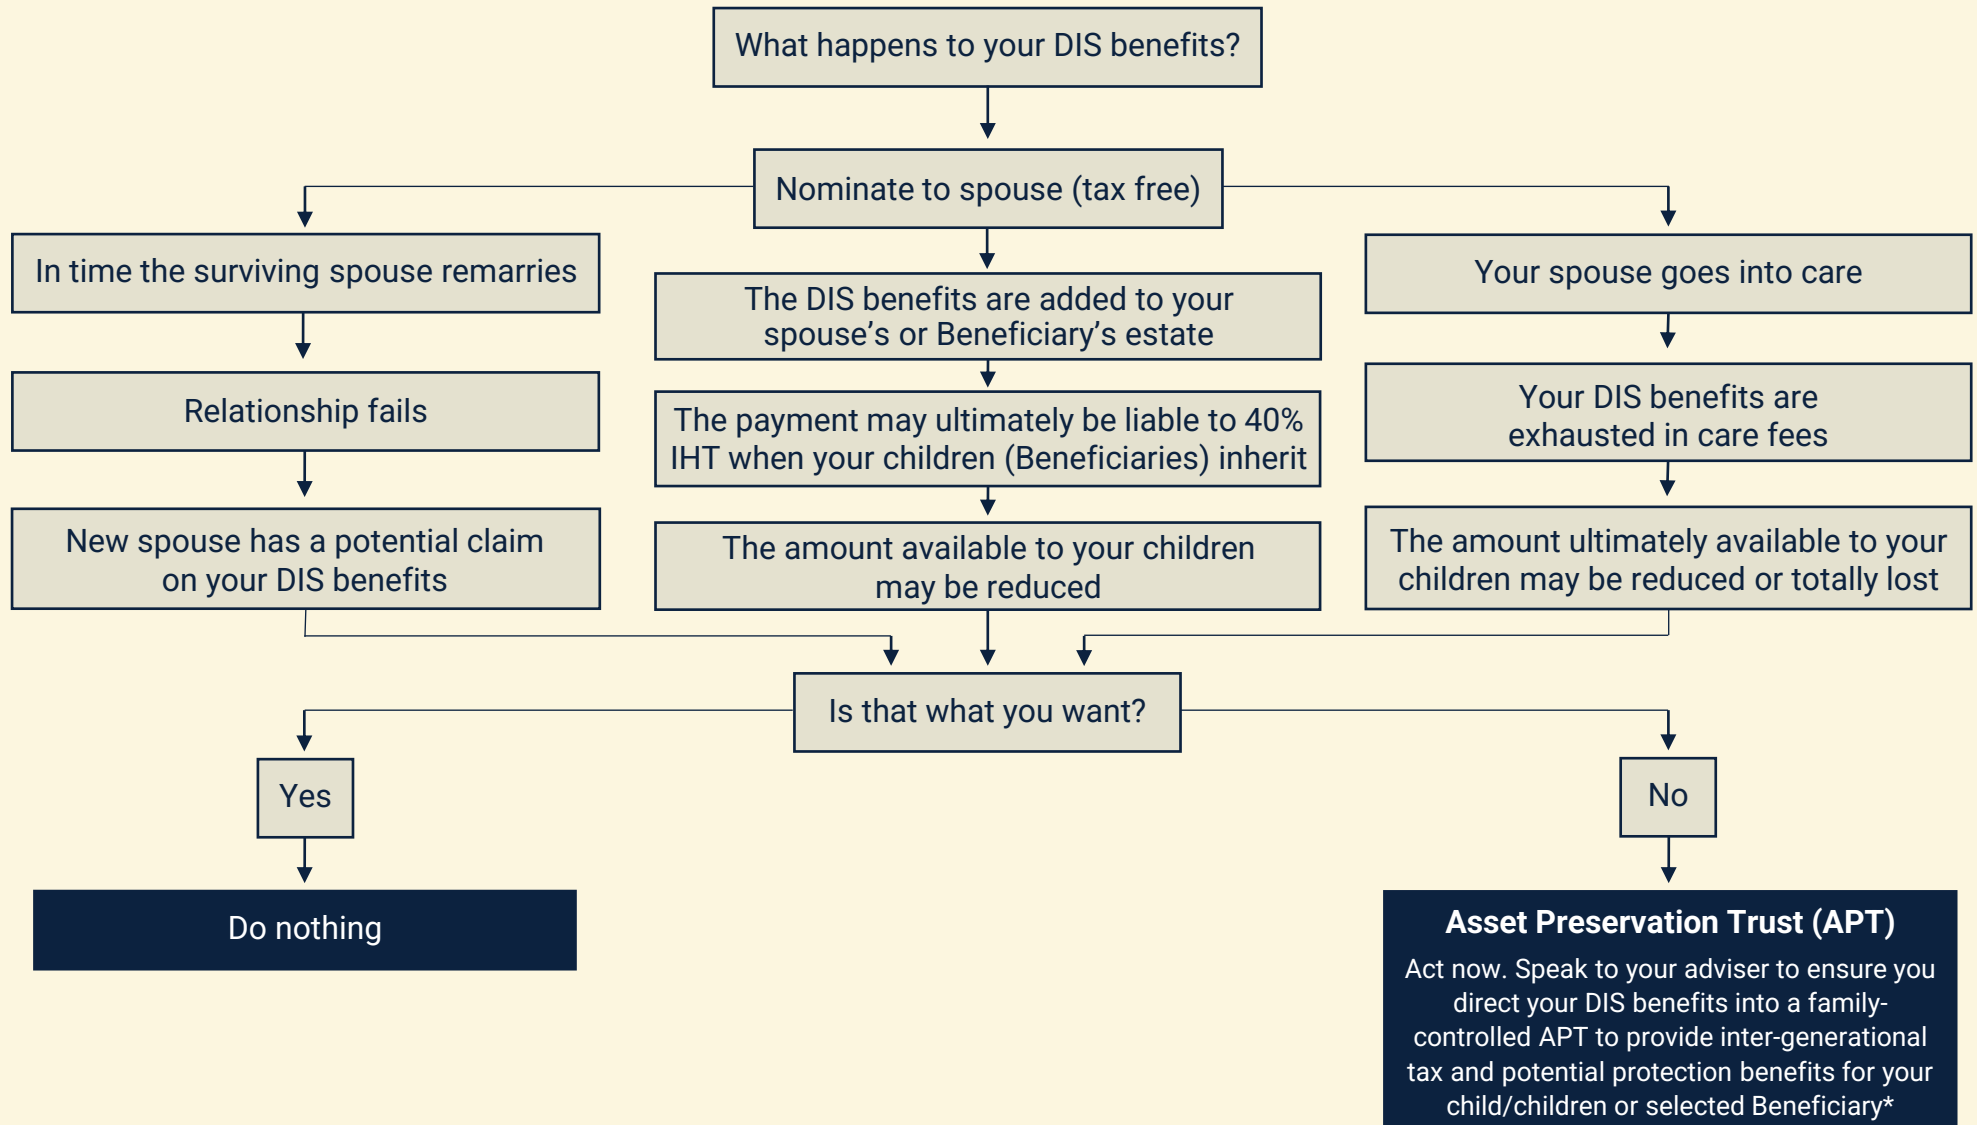 What happens to your DIS benefits?
Nominate to spouse (tax free)
In time the surviving spouse remarries
Relationship fails
New spouse has a potential claim
on your DIS benefits
The DIS benefits are added to your
spouse's or Beneficiary's estate
The payment may ultimately be liable to 40%
IHT when your children (Beneficiaries) inherit
The amount available to your children
may be reduced
Your spouse goes into care
Your DIS benefits are
exhausted in care fees
The amount ultimately available to your
children may be reduced or totally lost
Is that what you want?
Yes
Do nothing
No
Asset Preservation Trust (APT)
Act now. Speak to your adviser to ensure you
direct your DIS benefits into a family-
controlled APT to provide inter-generational
tax and potential protection benefits for your
child/children or selected Beneficiary*